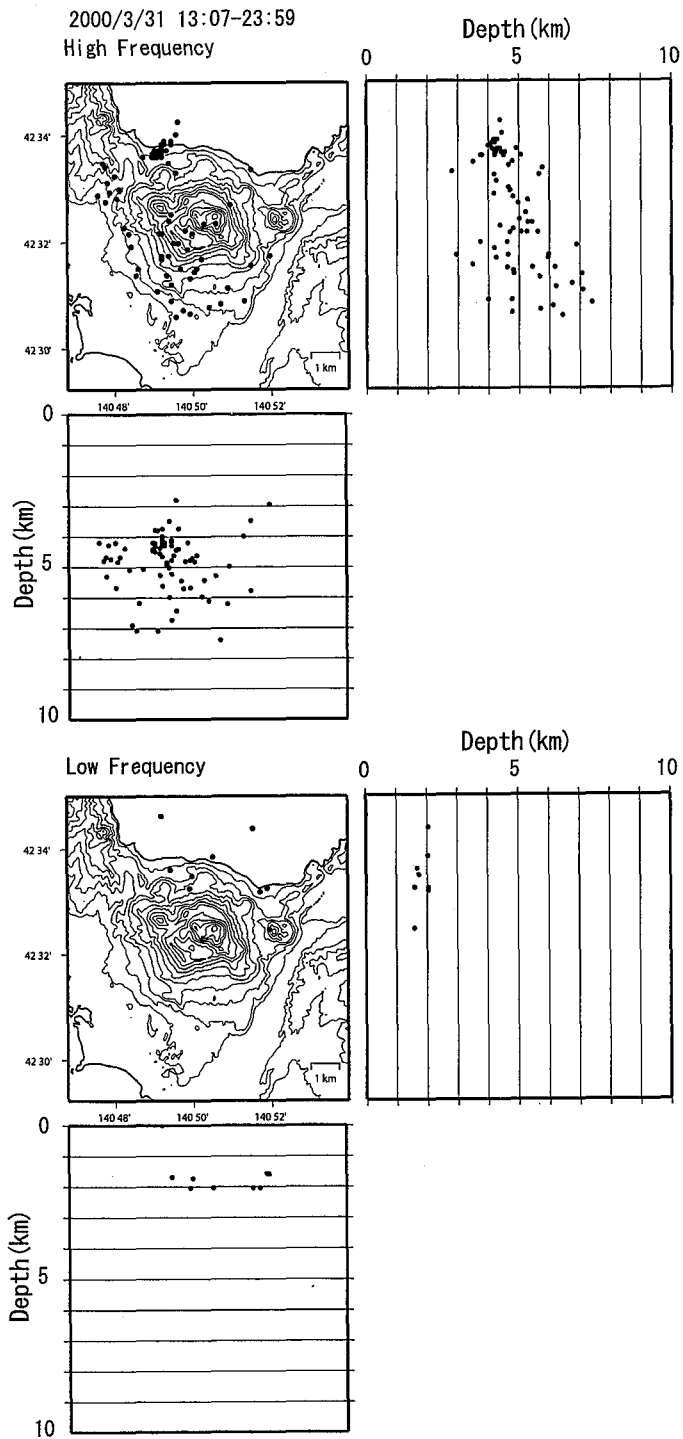 2000/3/31 13:07-23:59
High Frequency
Depth(km)
0 5 10
42 34'
42 32'
42 30'
1 km
140 48' 140 50' 140 52'
0
5
10
Depth(km)
Low Frequency
Depth(km)
0 5 10
42 34'
42 32'
42 30'
1 km
140 48' 140 50' 140 52'
0
5
10
Depth(km)